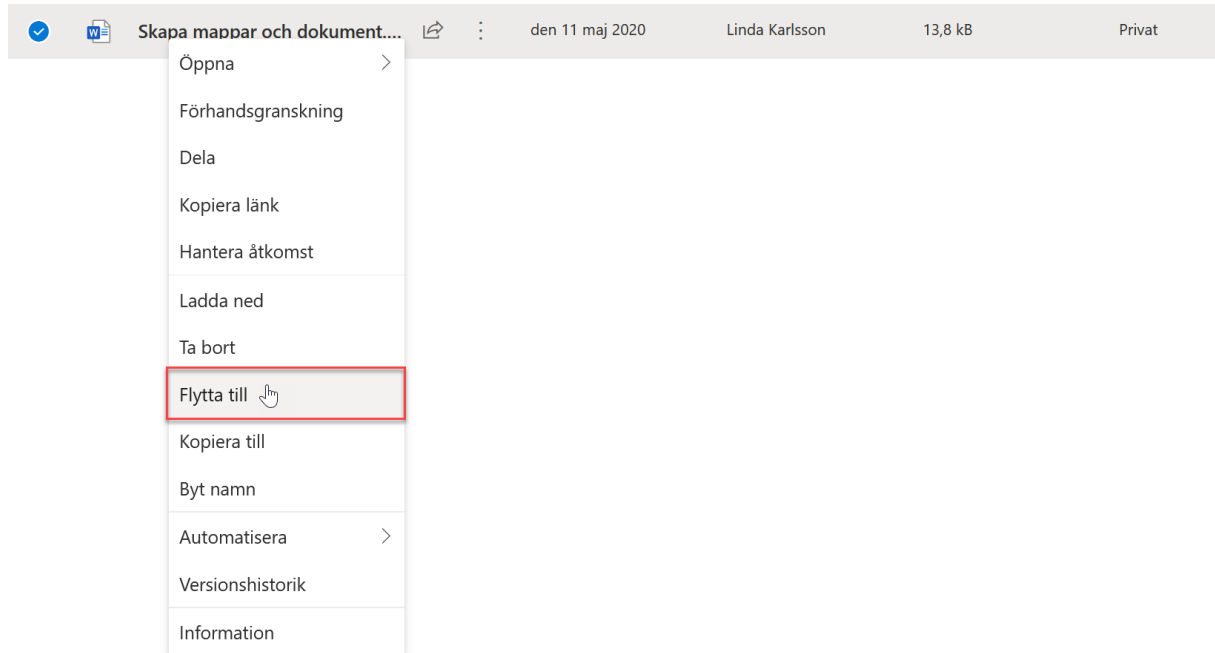 Skapa mappar och dokument.... den 11 maj 2020 Linda Karlsson 13,8 kB Privat
Öppna
Förhandsgranskning
Dela
Kopiera länk
Hantera åtkomst
Ladda ned
Ta bort
Flytta till
Kopiera till
Byt namn
Automatisera
Versionshistorik
Information